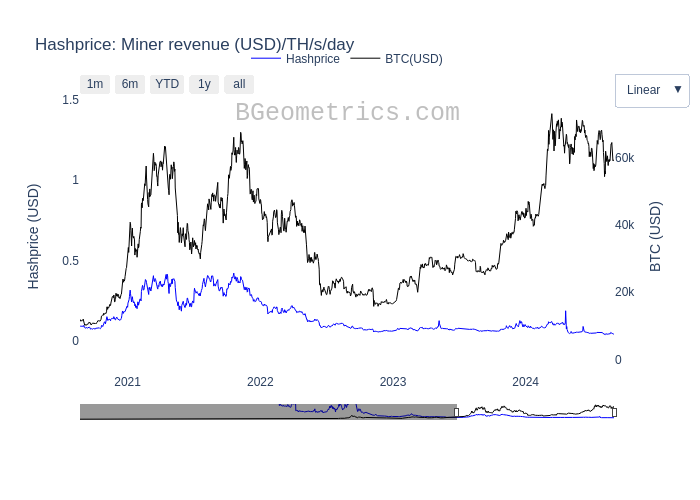 Hashprice: Miner revenue (USD)/TH/s/day
Hashprice BTC(USD)
1m 6m YTD 1y all
Linear ▼
BGeometrics.com
1.5
1
0.5
0
Hashprice (USD)
60k
40k
20k
0
BTC (USD)
2021 2022 2023 2024